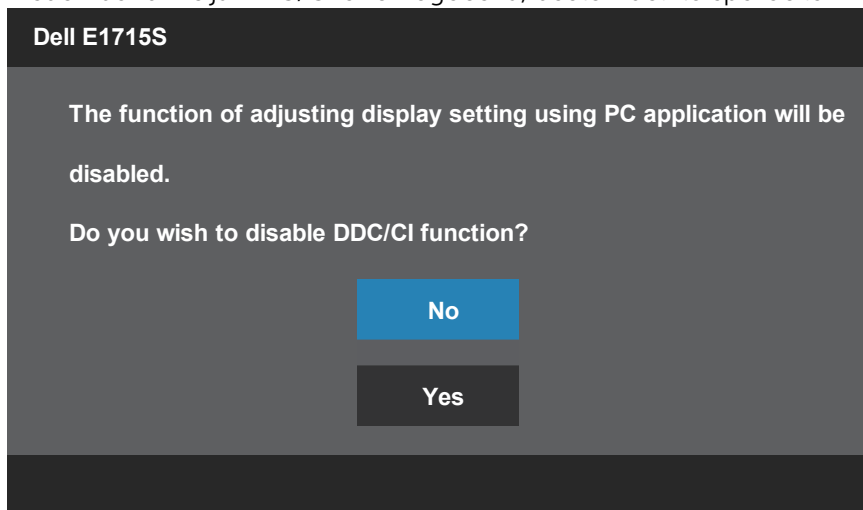 Dell E1715S
The function of adjusting display setting using PC application will be
disabled.
Do you wish to disable DDC/CI function?
No
Yes